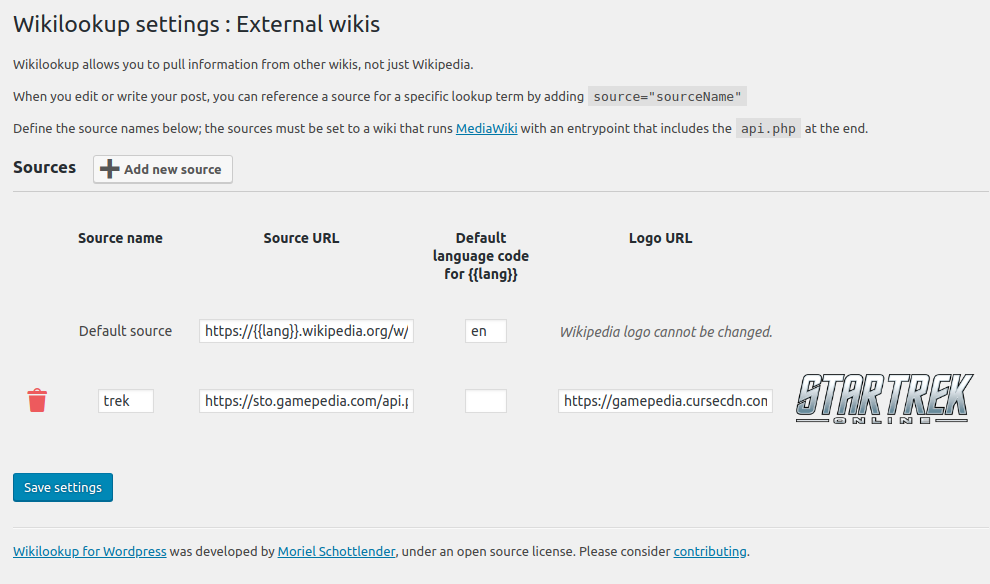 Wikilookup settings : External wikis
Wikilookup allows you to pull information from other wikis, not just Wikipedia.
When you edit or write your post, you can reference a source for a specific lookup term by adding source="sourceName"
Define the source names below; the sources must be set to a wiki that runs MediaWiki with an entrypoint that includes the api.php at the end.
Sources Add new source
Source name Source URL Default language code for {{lang}} Logo URL
Default source https://{{lang}}.wikipedia.org/w/ en Wikipedia logo cannot be changed.
trek https://sto.gamepedia.com/api.p https://gamepedia.cursecdn.con STAR TREK
ONLINE
Save settings
Wikilookup for Wordpress was developed by Moriel Schottlender, under an open source license. Please consider contributing.